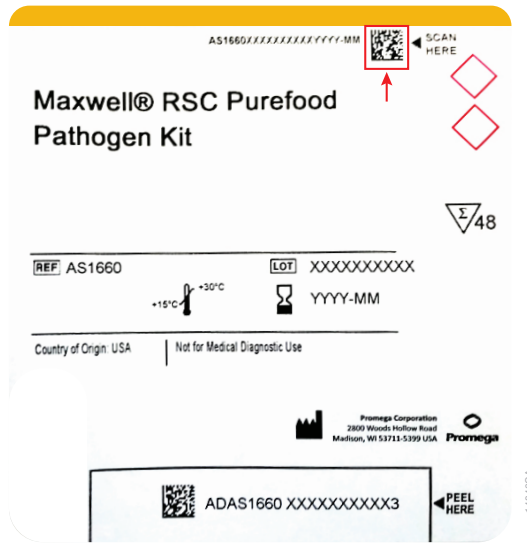 AS1660XXXXXXXXXXYYYY-MM
SCAN
HERE
Maxwell® RSC Purefood
Pathogen Kit
Σ
48
REF AS1660
LOT XXXXXXXXXX
+15°C
+30°C
YYYY-MM
Country of Origin: USA
Not for Medical Diagnostic Use
Promega Corporation
2800 Woods Hollow Road
Madison, WI 53711-5399 USA
Promega
ADAS1660 XXXXXXXXXX3
PEEL
HERE